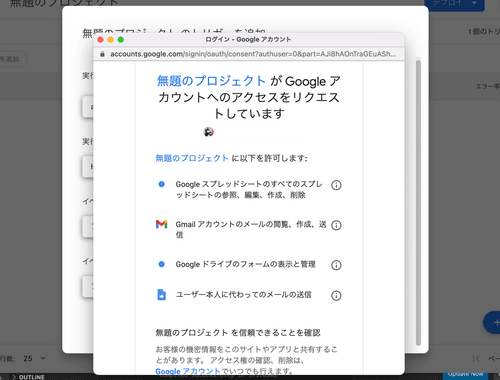 無題のプロジェクト のトリガーを追加
デプロイ
1個のトリ
を追加
エラー率
実行
実行
イベ
イベ
行数: 25
OUTLINE
Update Now
ログイン - Google アカウント
accounts.google.com/signin/oauth/consent?authuser=0&part=AJi8hAOnTraGEuASh...
無題のプロジェクト が Google ア
カウントへのアクセスをリクエス
トしています
無題のプロジェクト に以下を許可します:
Google スプレッドシートのすべてのスプレ
ッドシートの参照、編集、作成、削除
Gmail アカウントのメールの閲覧、作成、送
信
Google ドライブのフォームの表示と管理
ユーザー本人に代わってのメールの送信
無題のプロジェクト を信頼できることを確認
お客様の機密情報をこのサイトやアプリと共有するこ
とがあります。 アクセス権の確認、削除は、
Google アカウントでいつでも行えます。